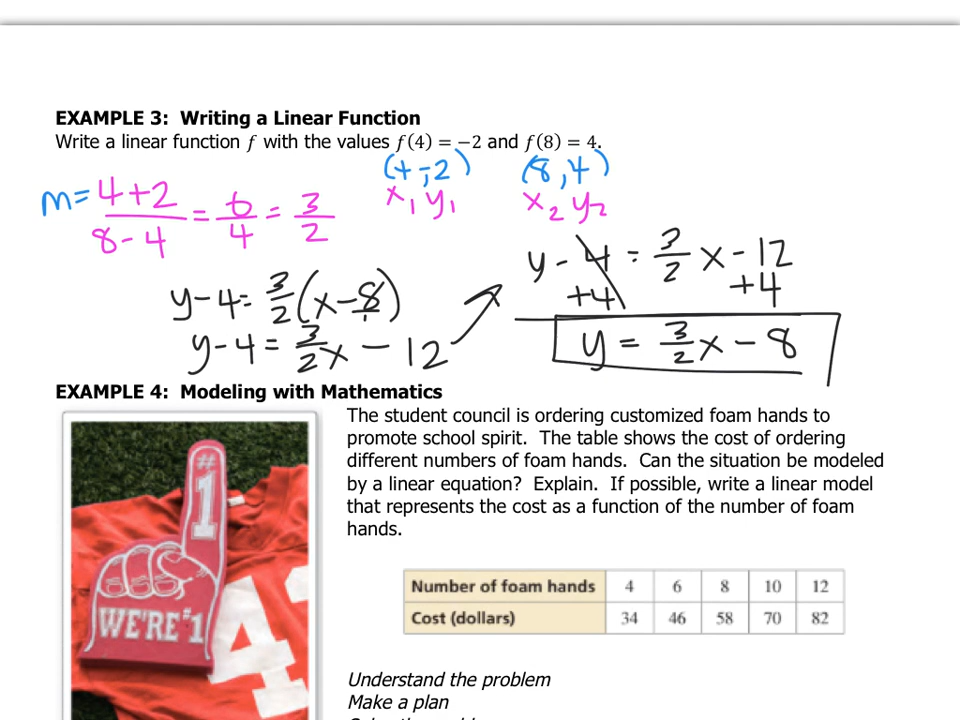 EXAMPLE 3: Writing a Linear Function
Write a linear function f with the values f(4) = −2 and f(8) = 4.
(4,-2) (8,4)
x₁ y₁ x₂ y₂
m = 4+2/8-4 = 6/4 = 3/2
y-4 = 3/2(x-8)
y-4 = 3/2x - 12
y - 4 = 3/2 x - 12
+4 +4
y = 3/2 x - 8
EXAMPLE 4: Modeling with Mathematics
The student council is ordering customized foam hands to
promote school spirit. The table shows the cost of ordering
different numbers of foam hands. Can the situation be modeled
by a linear equation? Explain. If possible, write a linear model
that represents the cost as a function of the number of foam
hands.
#1
WE'RE #1
4
Number of foam hands 4 6 8 10 12
Cost (dollars) 34 46 58 70 82
Understand the problem
Make a plan